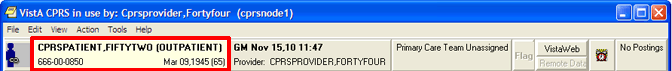 VistA CPRS in use by: Cprsprovider,Fortyfour (cprsnode1)
File Edit View Action Tools Help
CPRSPATIENT,FIFTYTWO (OUTPATIENT) GM Nov 15,10 11:47 Primary Care Team Unassigned Flag VistaWeb No Postings
666-00-0850 Mar 09,1945 (65) Provider: CPRSPROVIDER,FORTYFOUR Remote Data